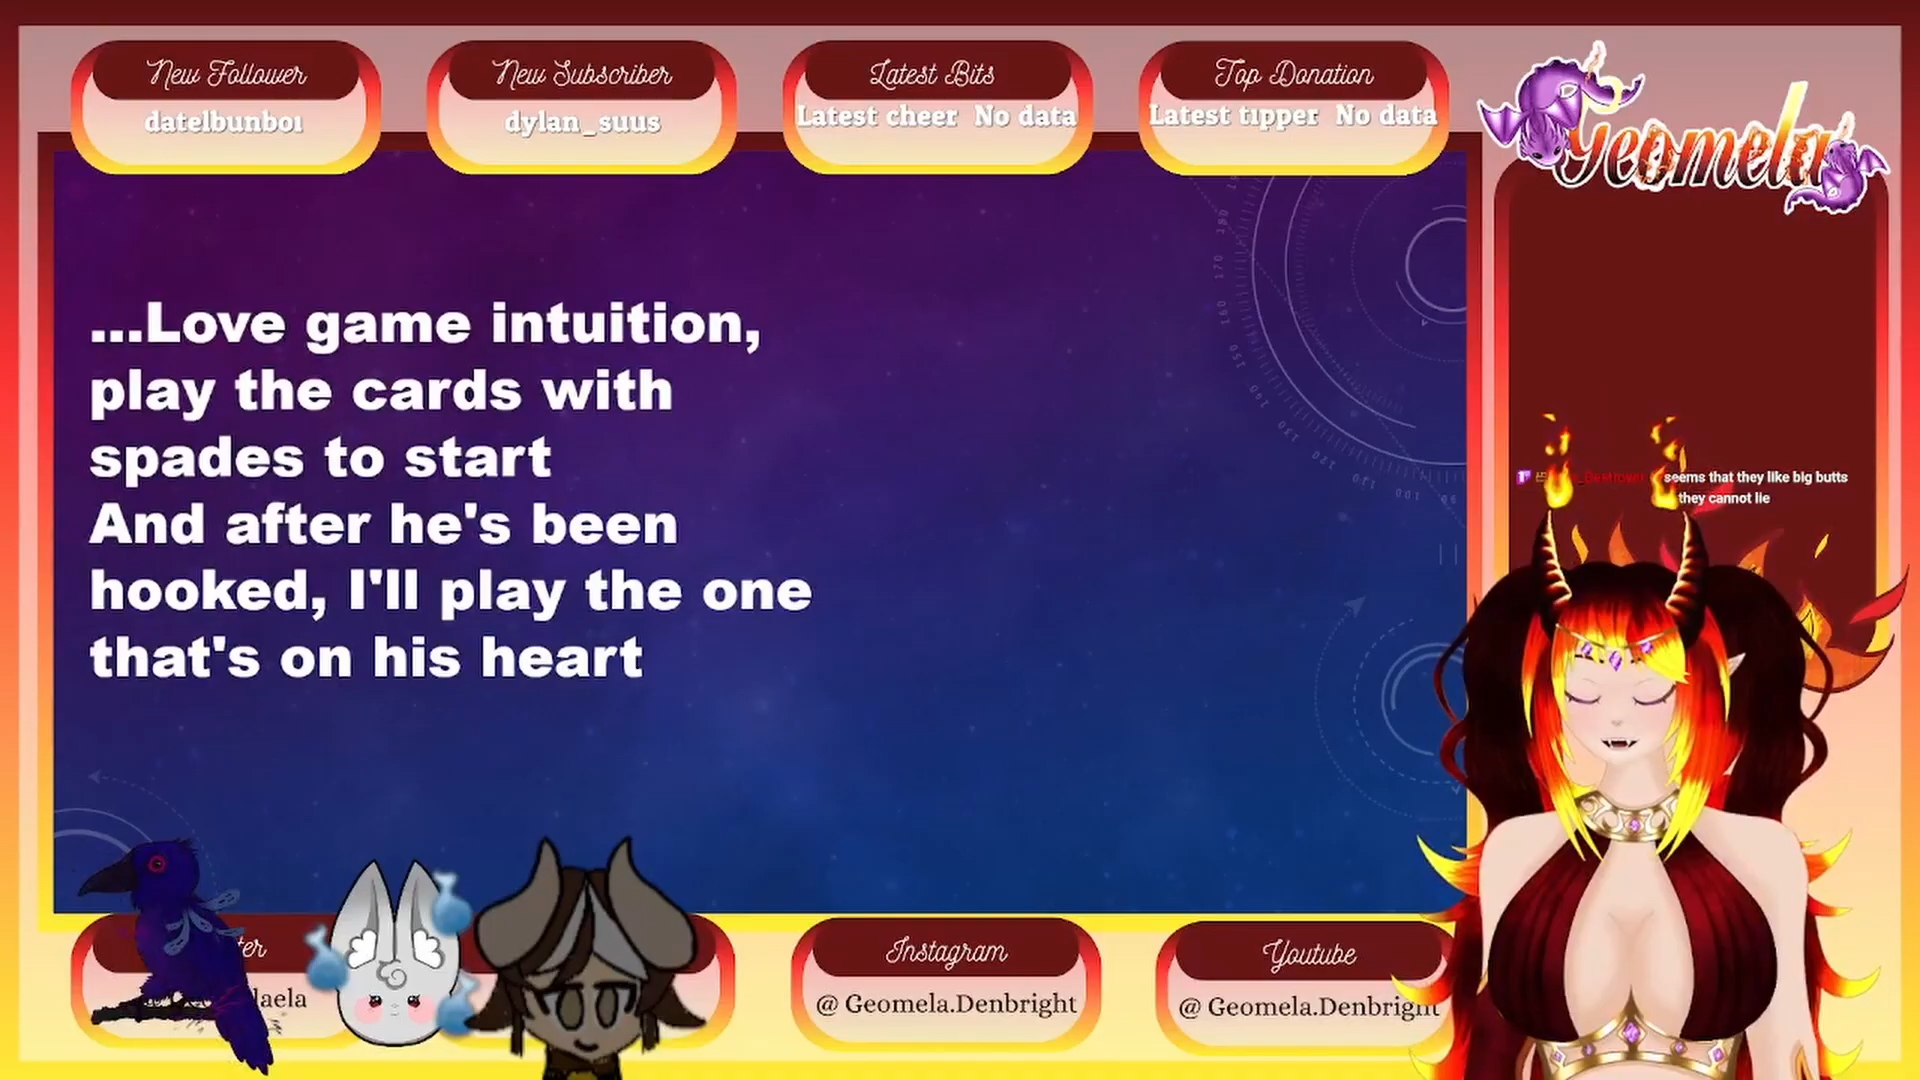 New Follower
datelbunboi
New Subscriber
dylan_suus
Latest Bits
Latest cheer No data
Top Donation
Latest tipper No data
Geomela
...Love game intuition,
play the cards with
spades to start
And after he's been
hooked, I'll play the one
that's on his heart
seems that they like big butts
they cannot lie
Instagram
@ Geomela.Denbright
Youtube
@ Geomela.Denbright